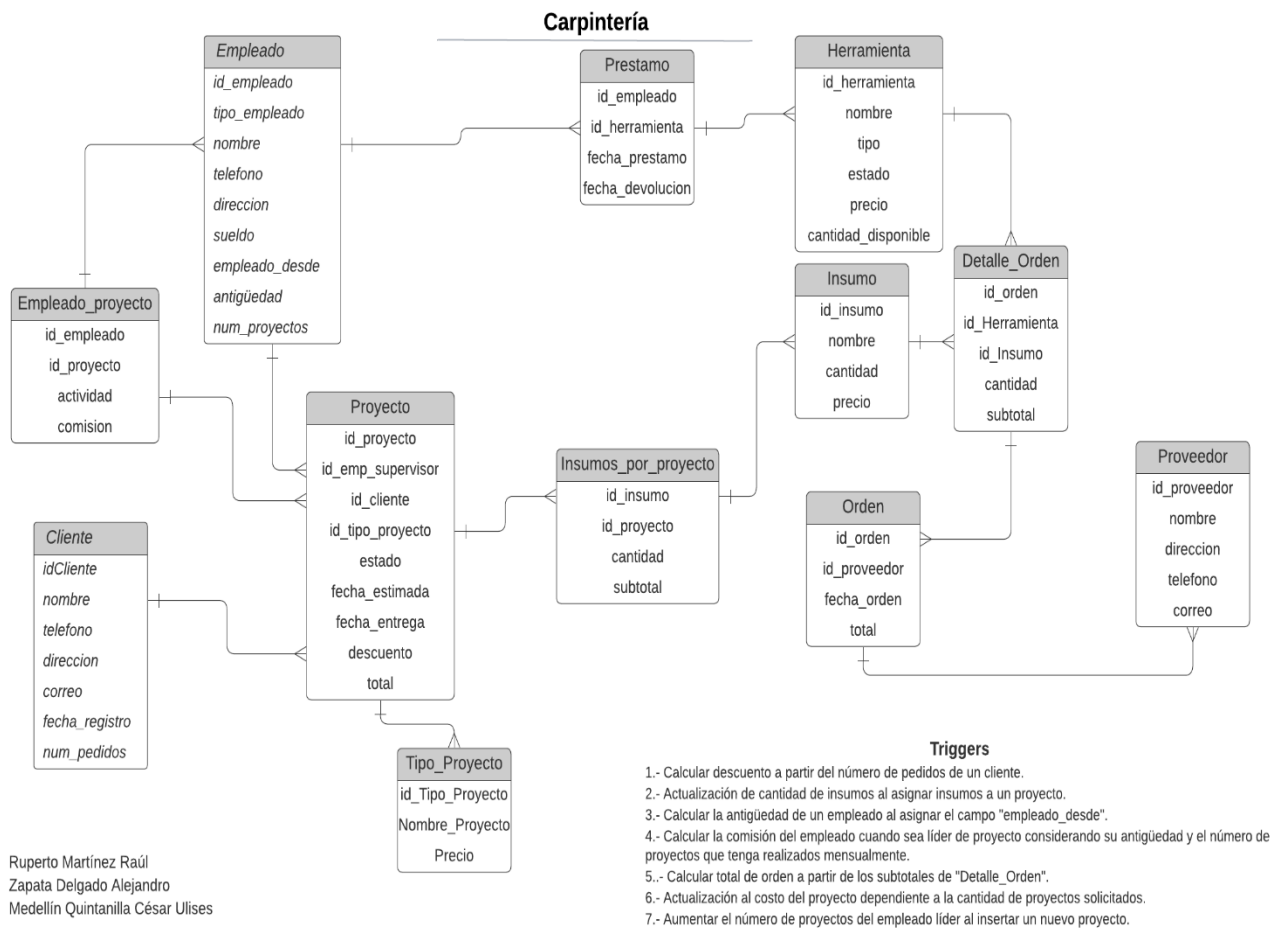 Carpintería
Empleado
id_empleado
tipo_empleado
nombre
telefono
direccion
sueldo
empleado_desde
antigüedad
num_proyectos
Prestamo
id_empleado
id_herramienta
fecha_prestamo
fecha_devolucion
Herramienta
id_herramienta
nombre
tipo
estado
precio
cantidad_disponible
Empleado_proyecto
id_empleado
id_proyecto
actividad
comision
Insumo
id_insumo
nombre
cantidad
precio
Detalle_Orden
id_orden
id_Herramienta
id_Insumo
cantidad
subtotal
Proyecto
id_proyecto
id_emp_supervisor
id_cliente
id_tipo_proyecto
estado
fecha_estimada
fecha_entrega
descuento
total
Insumos_por_proyecto
id_insumo
id_proyecto
cantidad
subtotal
Orden
id_orden
id_proveedor
fecha_orden
total
Proveedor
id_proveedor
nombre
direccion
telefono
correo
Cliente
idCliente
nombre
telefono
direccion
correo
fecha_registro
num_pedidos
Tipo_Proyecto
id_Tipo_Proyecto
Nombre_Proyecto
Precio
Triggers
1.- Calcular descuento a partir del número de pedidos de un cliente.
2.- Actualización de cantidad de insumos al asignar insumos a un proyecto.
3.- Calcular la antigüedad de un empleado al asignar el campo "empleado_desde".
4.- Calcular la comisión del empleado cuando sea líder de proyecto considerando su antigüedad y el número de
proyectos que tenga realizados mensualmente.
5..- Calcular total de orden a partir de los subtotales de "Detalle_Orden".
6.- Actualización al costo del proyecto dependiente a la cantidad de proyectos solicitados.
7.- Aumentar el número de proyectos del empleado líder al insertar un nuevo proyecto.
Ruperto Martínez Raúl
Zapata Delgado Alejandro
Medellín Quintanilla César Ulises